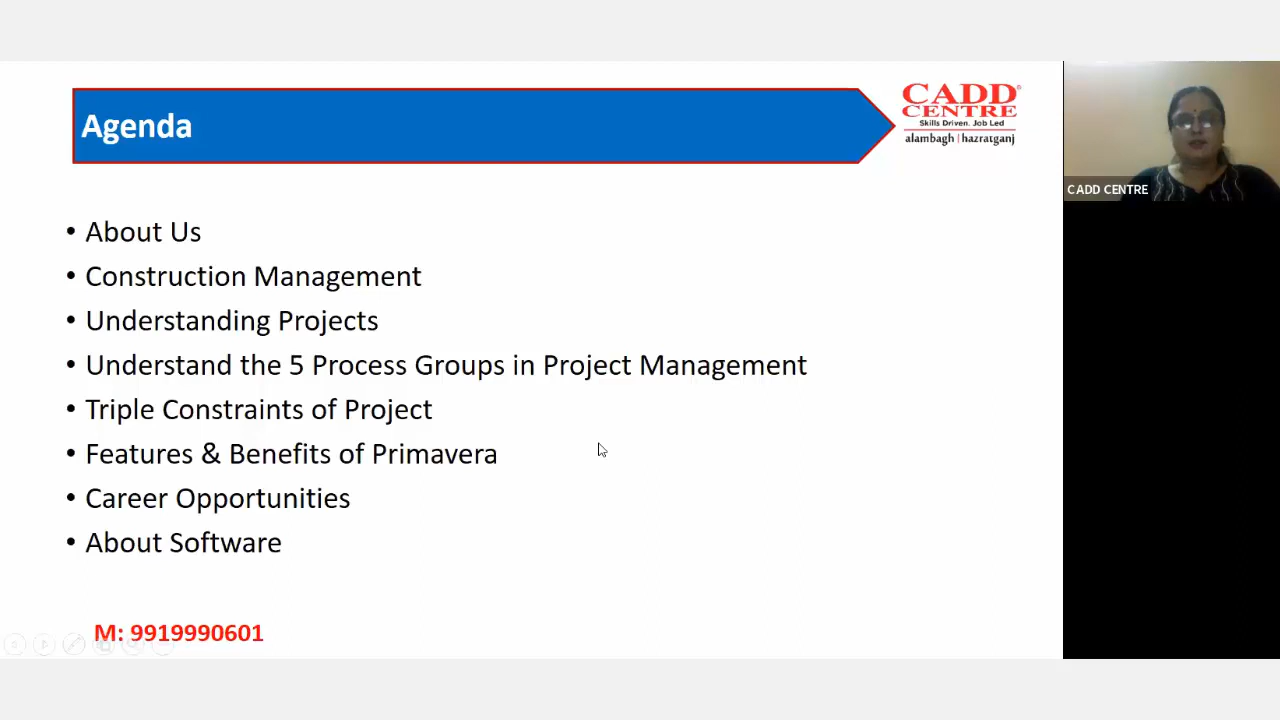 Agenda
CADD
CENTRE
Skills Driven. Job Led
alambagh | hazratganj
CADD CENTRE
• About Us
• Construction Management
• Understanding Projects
• Understand the 5 Process Groups in Project Management
• Triple Constraints of Project
• Features & Benefits of Primavera
• Career Opportunities
• About Software
M: 9919990601